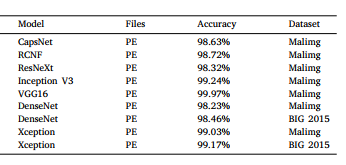 Model Files Accuracy Dataset
CapsNet PE 98.63% Malimg
RCNF PE 98.72% Malimg
ResNeXt PE 98.32% Malimg
Inception V3 PE 99.24% Malimg
VGG16 PE 99.97% Malimg
DenseNet PE 98.23% Malimg
DenseNet PE 98.46% BIG 2015
Xception PE 99.03% Malimg
Xception PE 99.17% BIG 2015